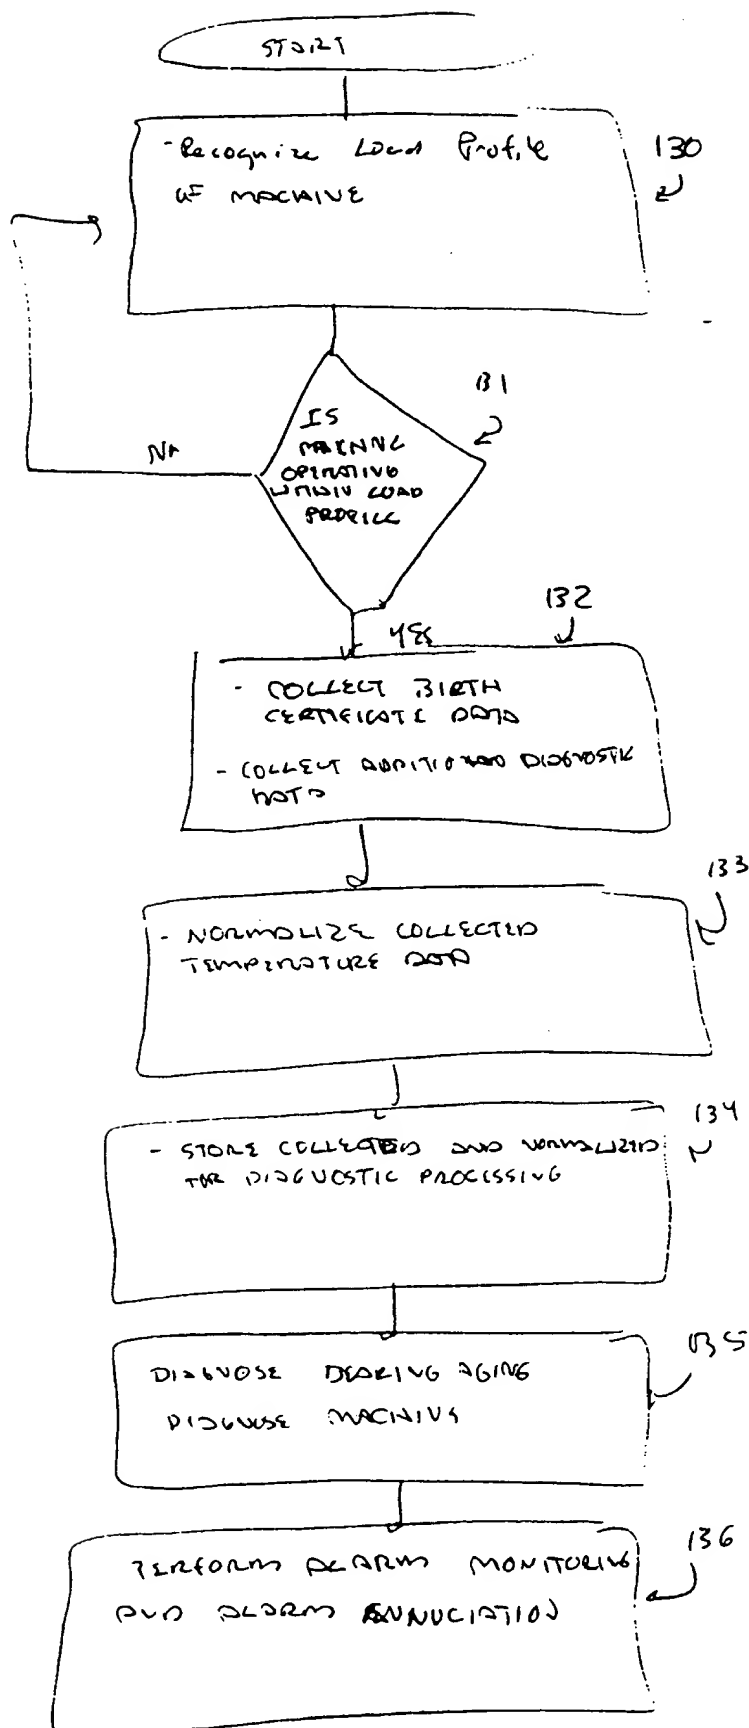 START
- Recognize Load Profile
OF MACHINE
130
131
IS
MACHINE
OPERATING
WITHIN LOAD
PROFILE
NO
YES
132
- COLLECT BIRTH
CERTIFICATE DATA
- COLLECT ADDITIONAL DIAGNOSTIC
DATA
133
- NORMALIZE COLLECTED
TEMPERATURE DATA
134
- STORE COLLECTED AND NORMALIZED
FOR DIAGNOSTIC PROCESSING
135
DIAGNOSE BEARING AGING
DIAGNOSE MACHINE
136
PERFORM ALARM MONITORING
AND ALARM ANNUCIATION